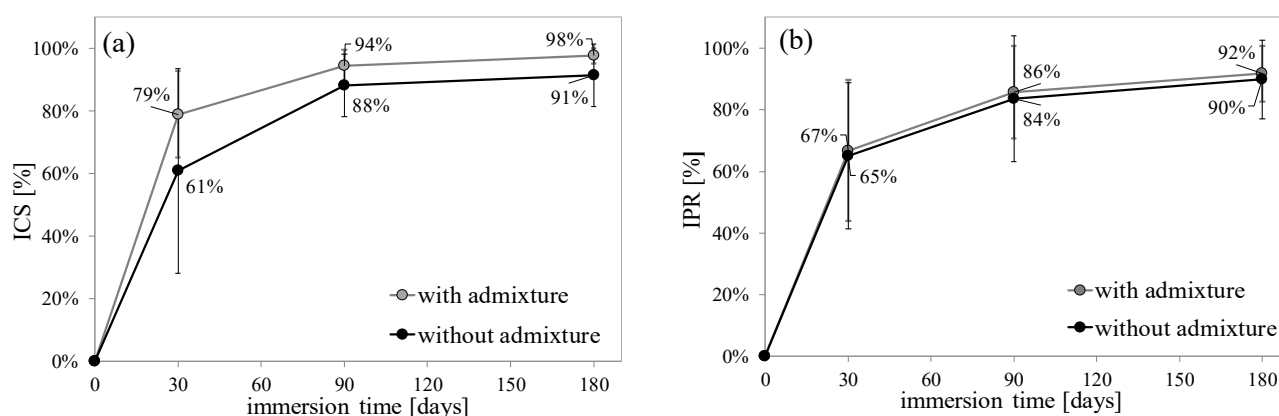 (a)
ICS [%]
100%
80%
60%
40%
20%
0%
79%
94%
98%
61%
88%
91%
with admixture
without admixture
0 30 60 90 120 150 180
immersion time [days]
(b)
IPR [%]
100%
80%
60%
40%
20%
0%
67%
86%
92%
65%
84%
90%
with admixture
without admixture
0 30 60 90 120 150 180
immersion time [days]